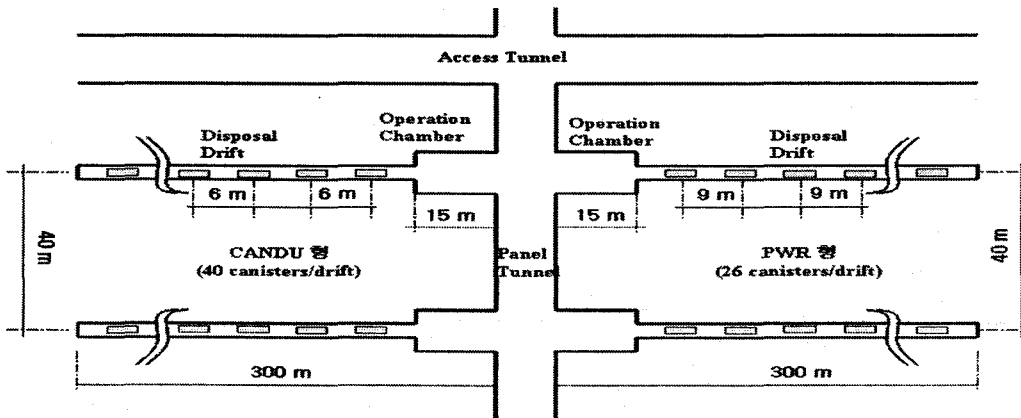 Access Tunnel
Operation
Chamber
Operation
Chamber
Disposal
Drift
Disposal
Drift
6 m
6 m
9 m
9 m
15 m
15 m
40 m
CANDU 형
(40 canisters/drift)
Panel
Tunnel
PWR 형
(26 canisters/drift)
40 m
300 m
300 m